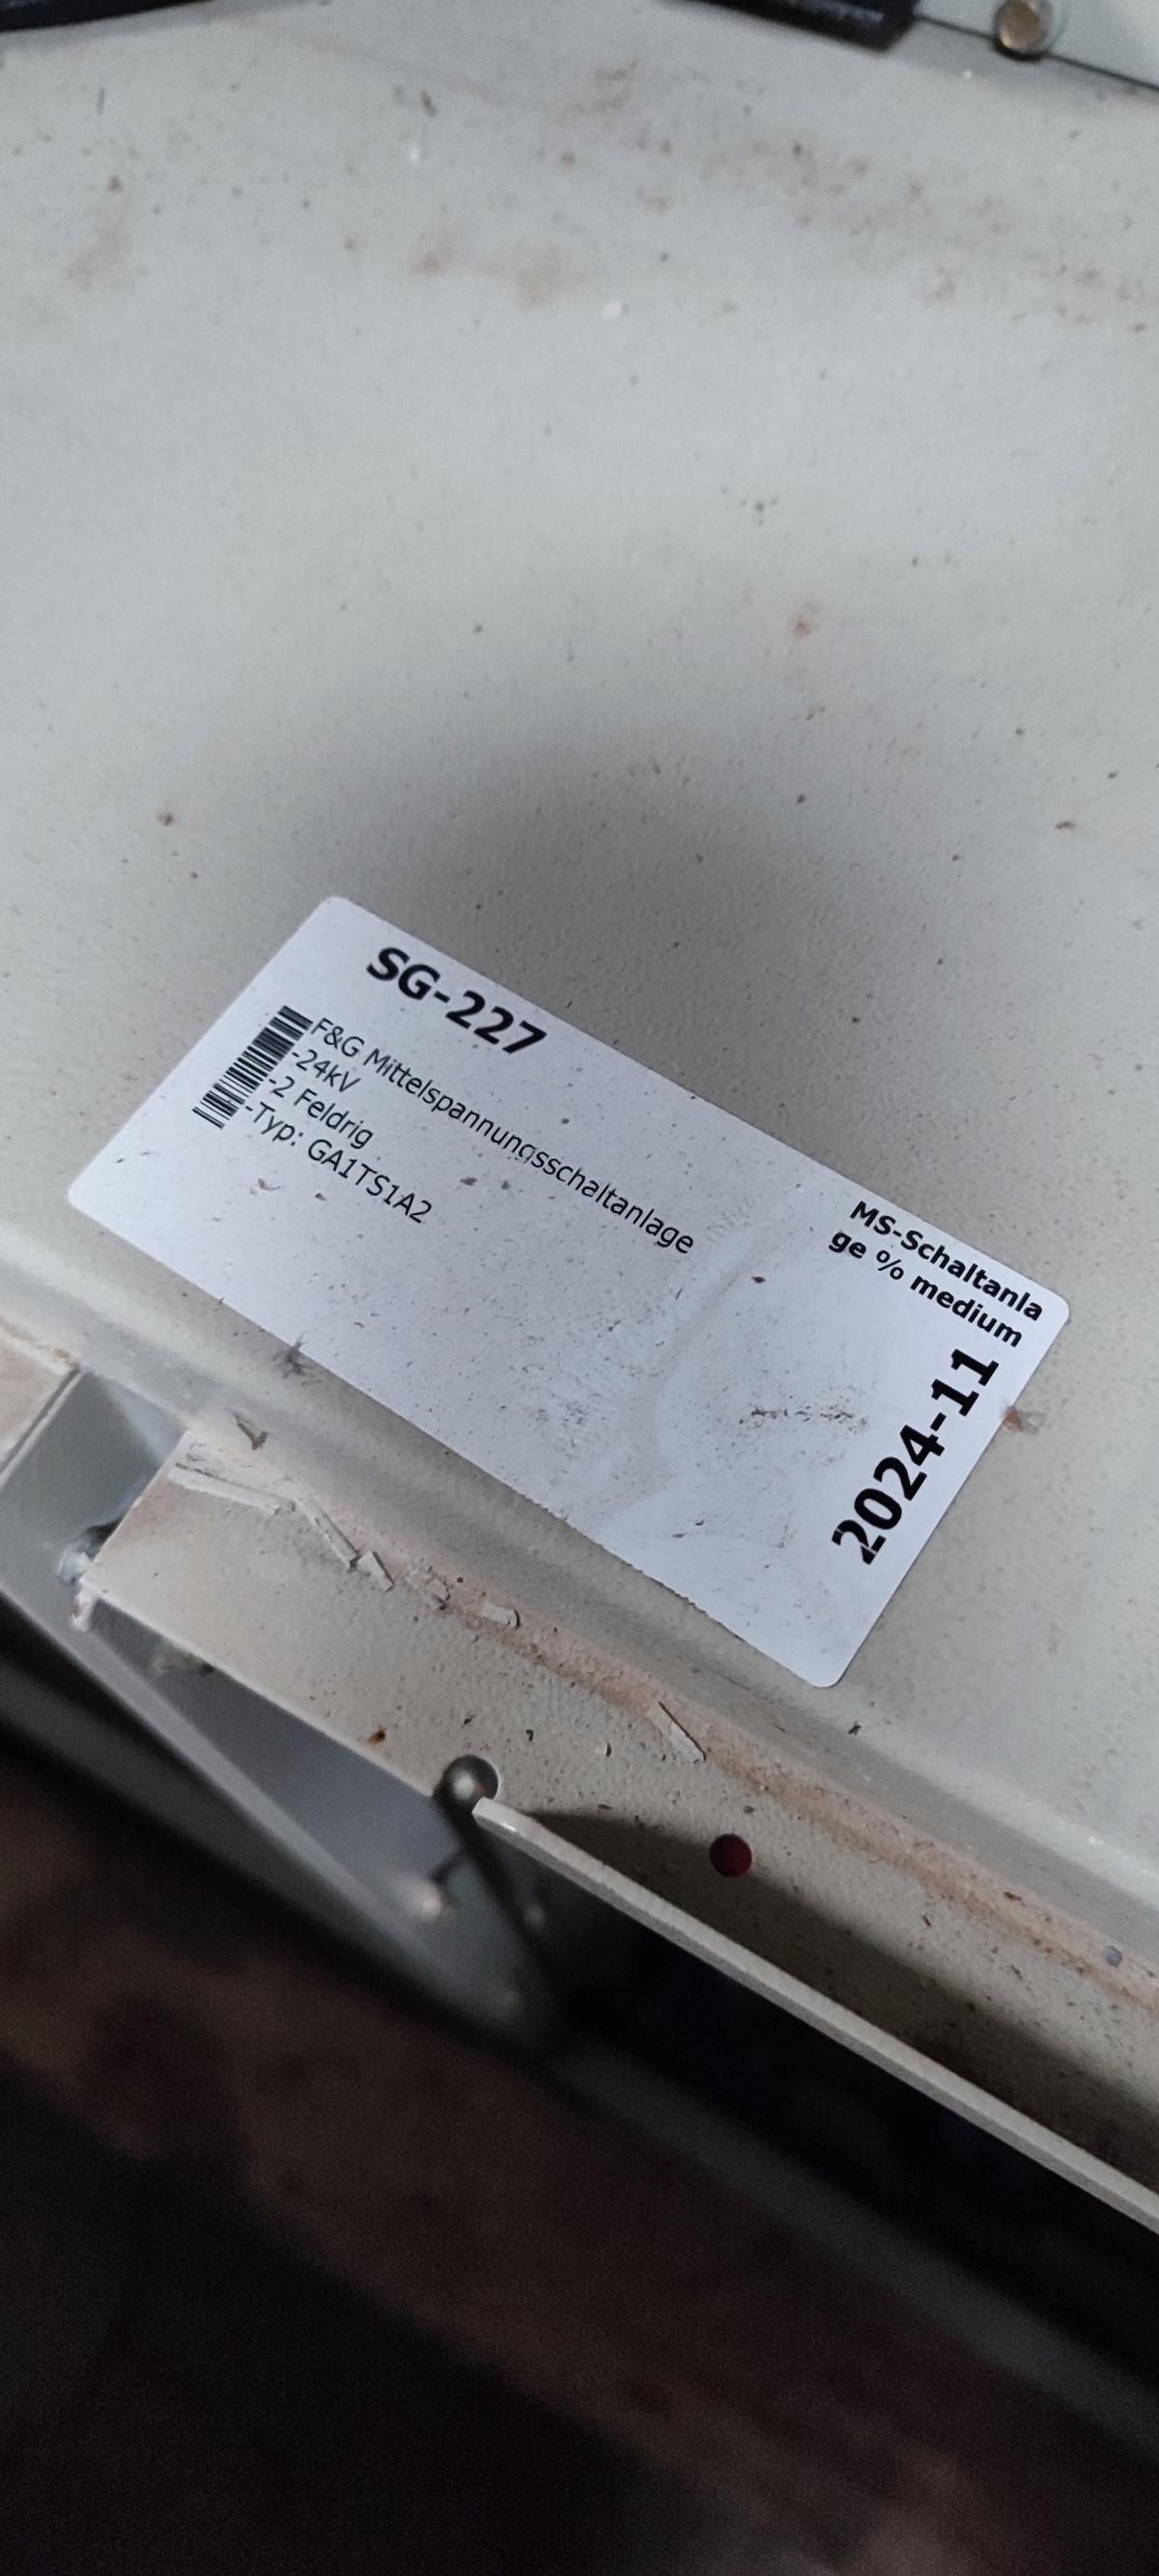 SG-227
F&G Mittelspannungsschaltanlage
-24kV
-2 Feldrig
-Typ: GA1TS1A2
MS-Schaltanla
ge % medium
2024-11